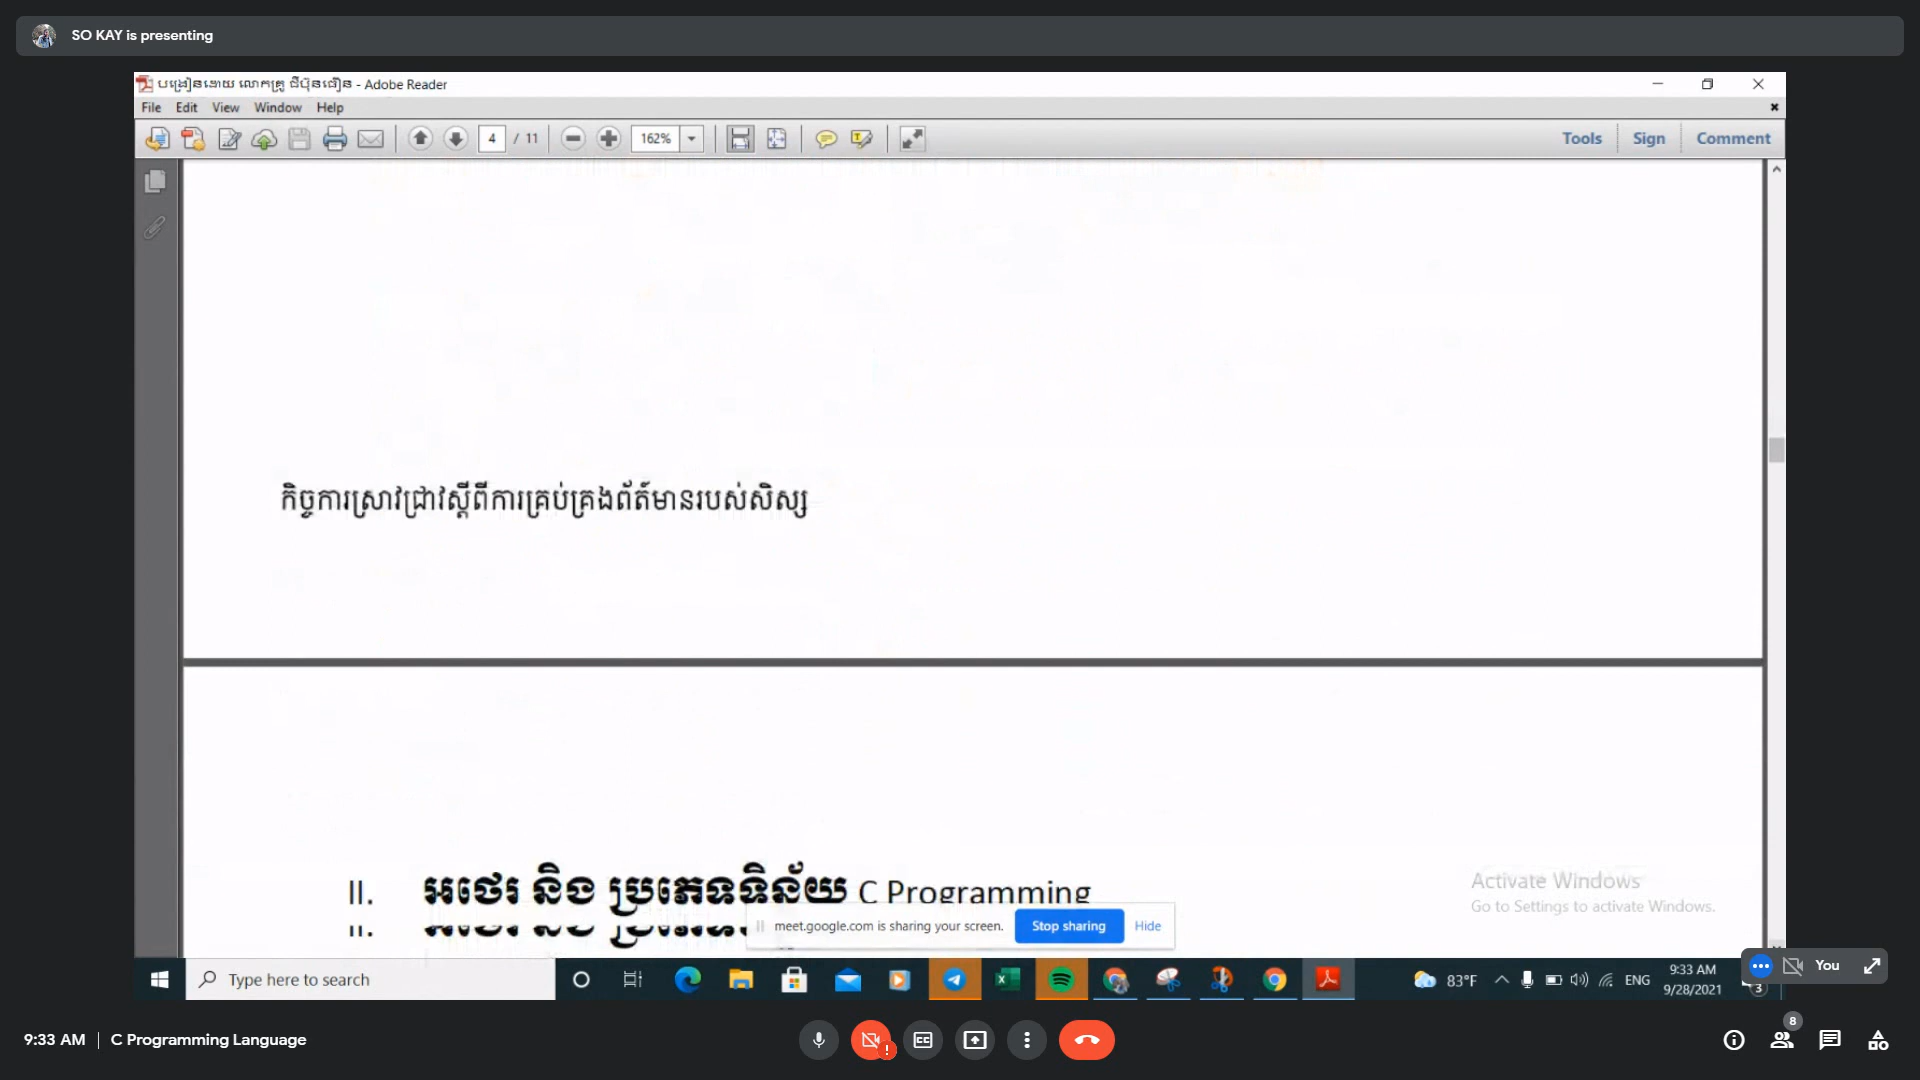 SO KAY is presenting
បង្រៀនដោយ លោកគ្រូ ជីប៊ុនធឿន - Adobe Reader
File Edit View Window Help
4 / 11 162% Tools Sign Comment
កិច្ចការស្រាវជ្រាវស្តីពីការគ្រប់គ្រងព័ត៍មានរបស់សិស្ស
II. អថេរ និង ប្រភេទទិន័យ C Programming
Activate Windows
Go to Settings to activate Windows.
meet.google.com is sharing your screen. Stop sharing Hide
You
Type here to search
83°F ENG 9:33 AM
9/28/2021 3
8
9:33 AM | C Programming Language